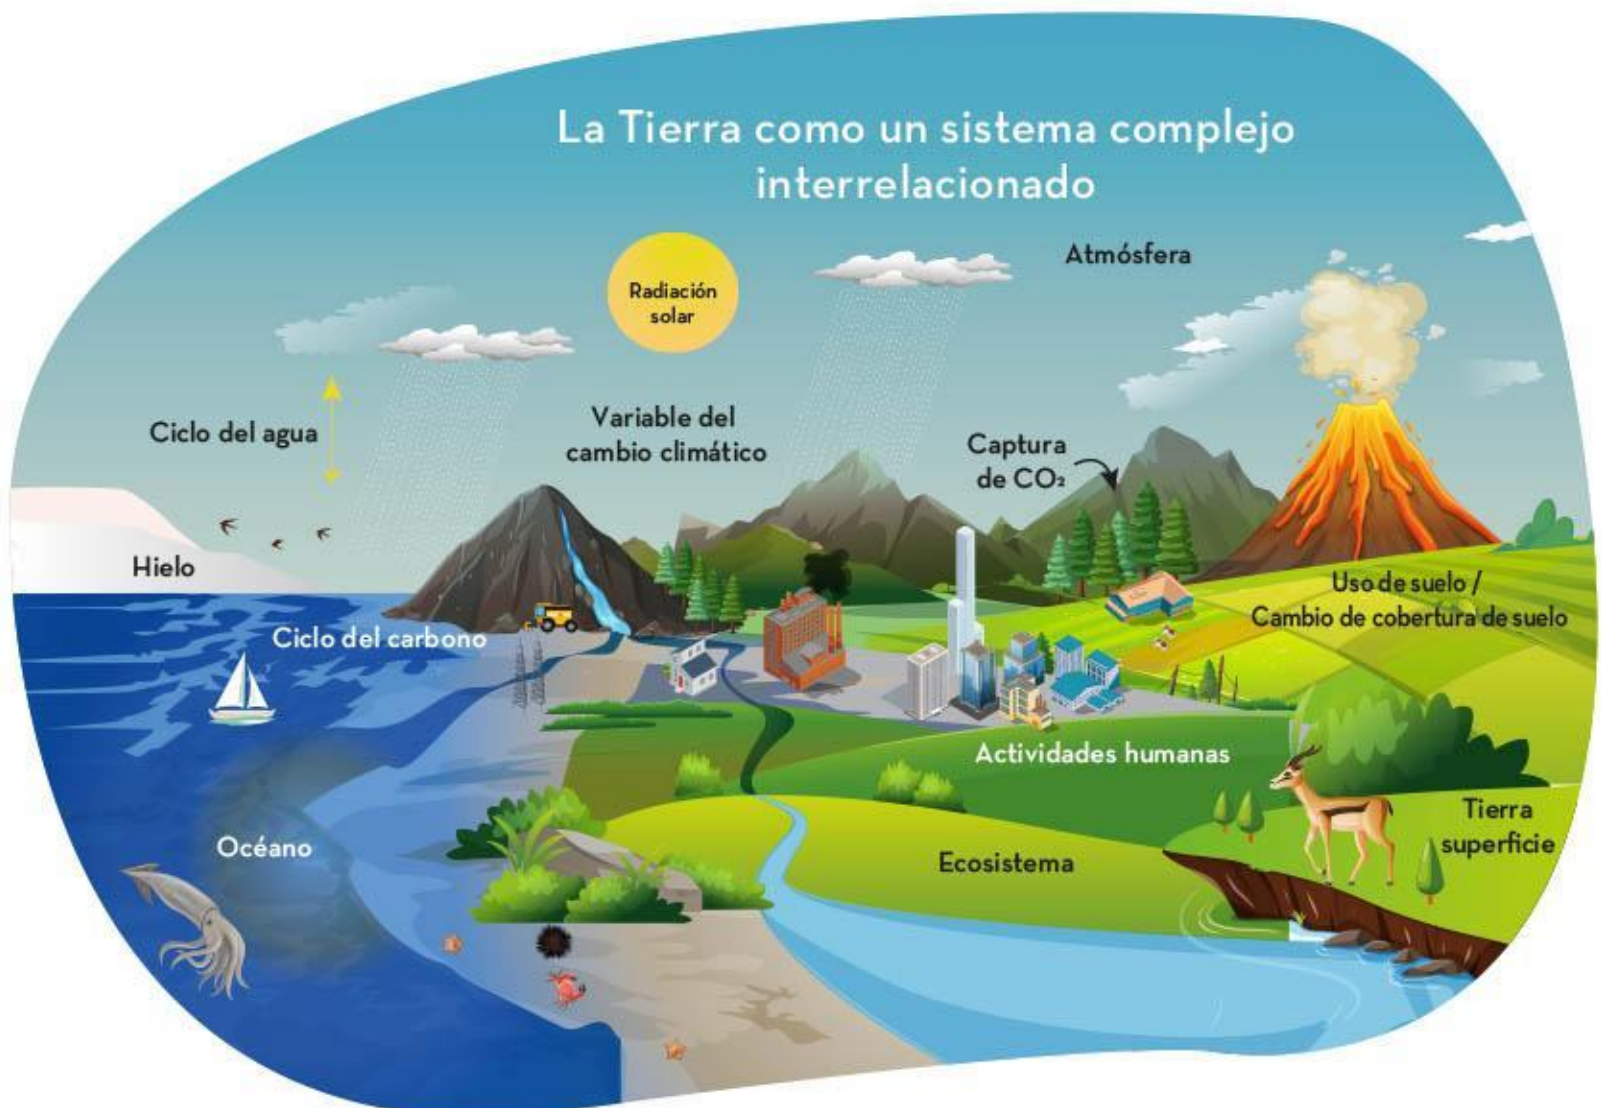 La Tierra como un sistema complejo
interrelacionado
Atmósfera
Radiación
solar
Ciclo del agua
Variable del
cambio climático
Captura
de CO₂
Hielo
Uso de suelo /
Cambio de cobertura de suelo
Ciclo del carbono
Actividades humanas
Tierra
superficie
Océano
Ecosistema